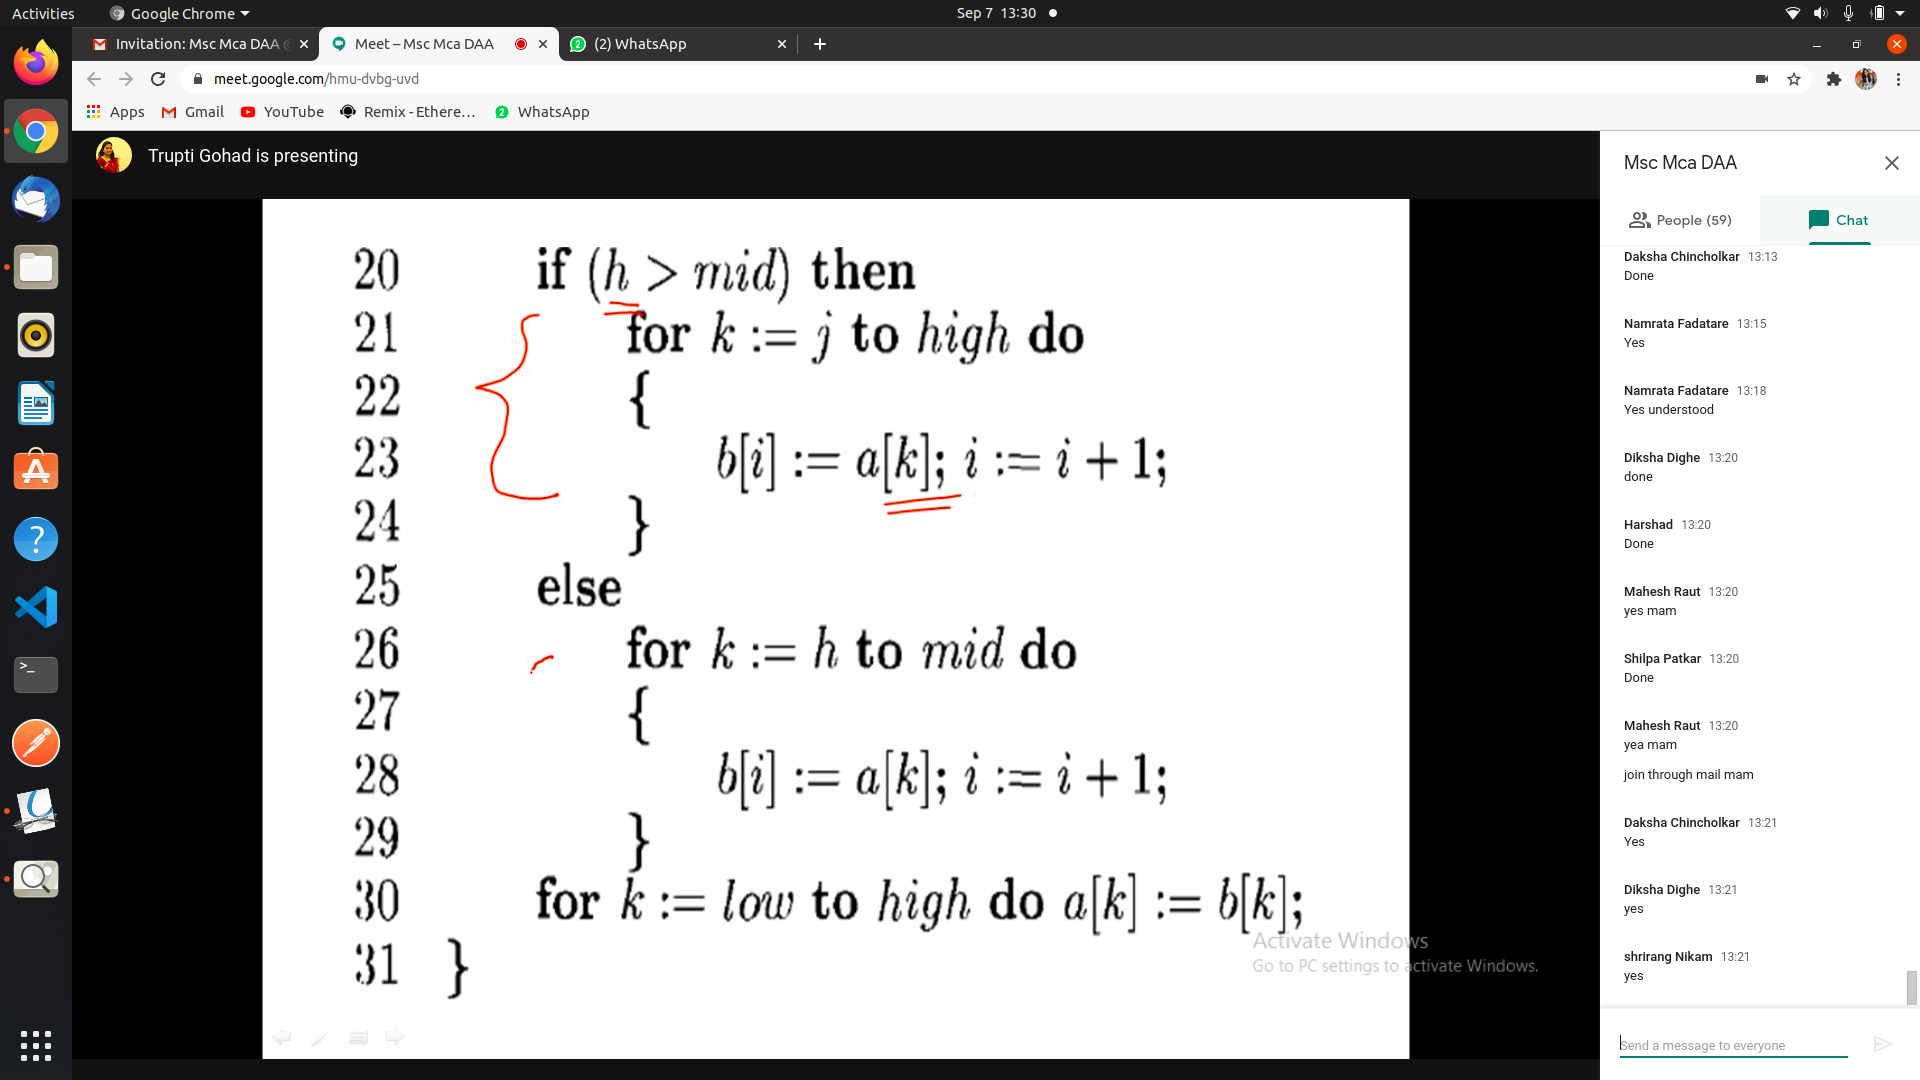 Activities
Google Chrome
Sep 7 13:30
Invitation: Msc Mca DAA
Meet – Msc Mca DAA
(2) WhatsApp
meet.google.com/hmu-dvbg-uvd
Apps
Gmail
YouTube
Remix - Ethere…
2
WhatsApp
Trupti Gohad is presenting
20 if (h > mid) then
21 for k := j to high do
22 {
23 b[i] := a[k]; i := i + 1;
24 }
25 else
26 for k := h to mid do
27 {
28 b[i] := a[k]; i := i + 1;
29 }
30 for k := low to high do a[k] := b[k];
31 }
Activate Windows
Go to PC settings to activate Windows.
Msc Mca DAA
People (59)
Chat
Daksha Chincholkar 13:13
Done
Namrata Fadatare 13:15
Yes
Namrata Fadatare 13:18
Yes understood
Diksha Dighe 13:20
done
Harshad 13:20
Done
Mahesh Raut 13:20
yes mam
Shilpa Patkar 13:20
Done
Mahesh Raut 13:20
yea mam
join through mail mam
Daksha Chincholkar 13:21
Yes
Diksha Dighe 13:21
yes
shrirang Nikam 13:21
yes
Send a message to everyone